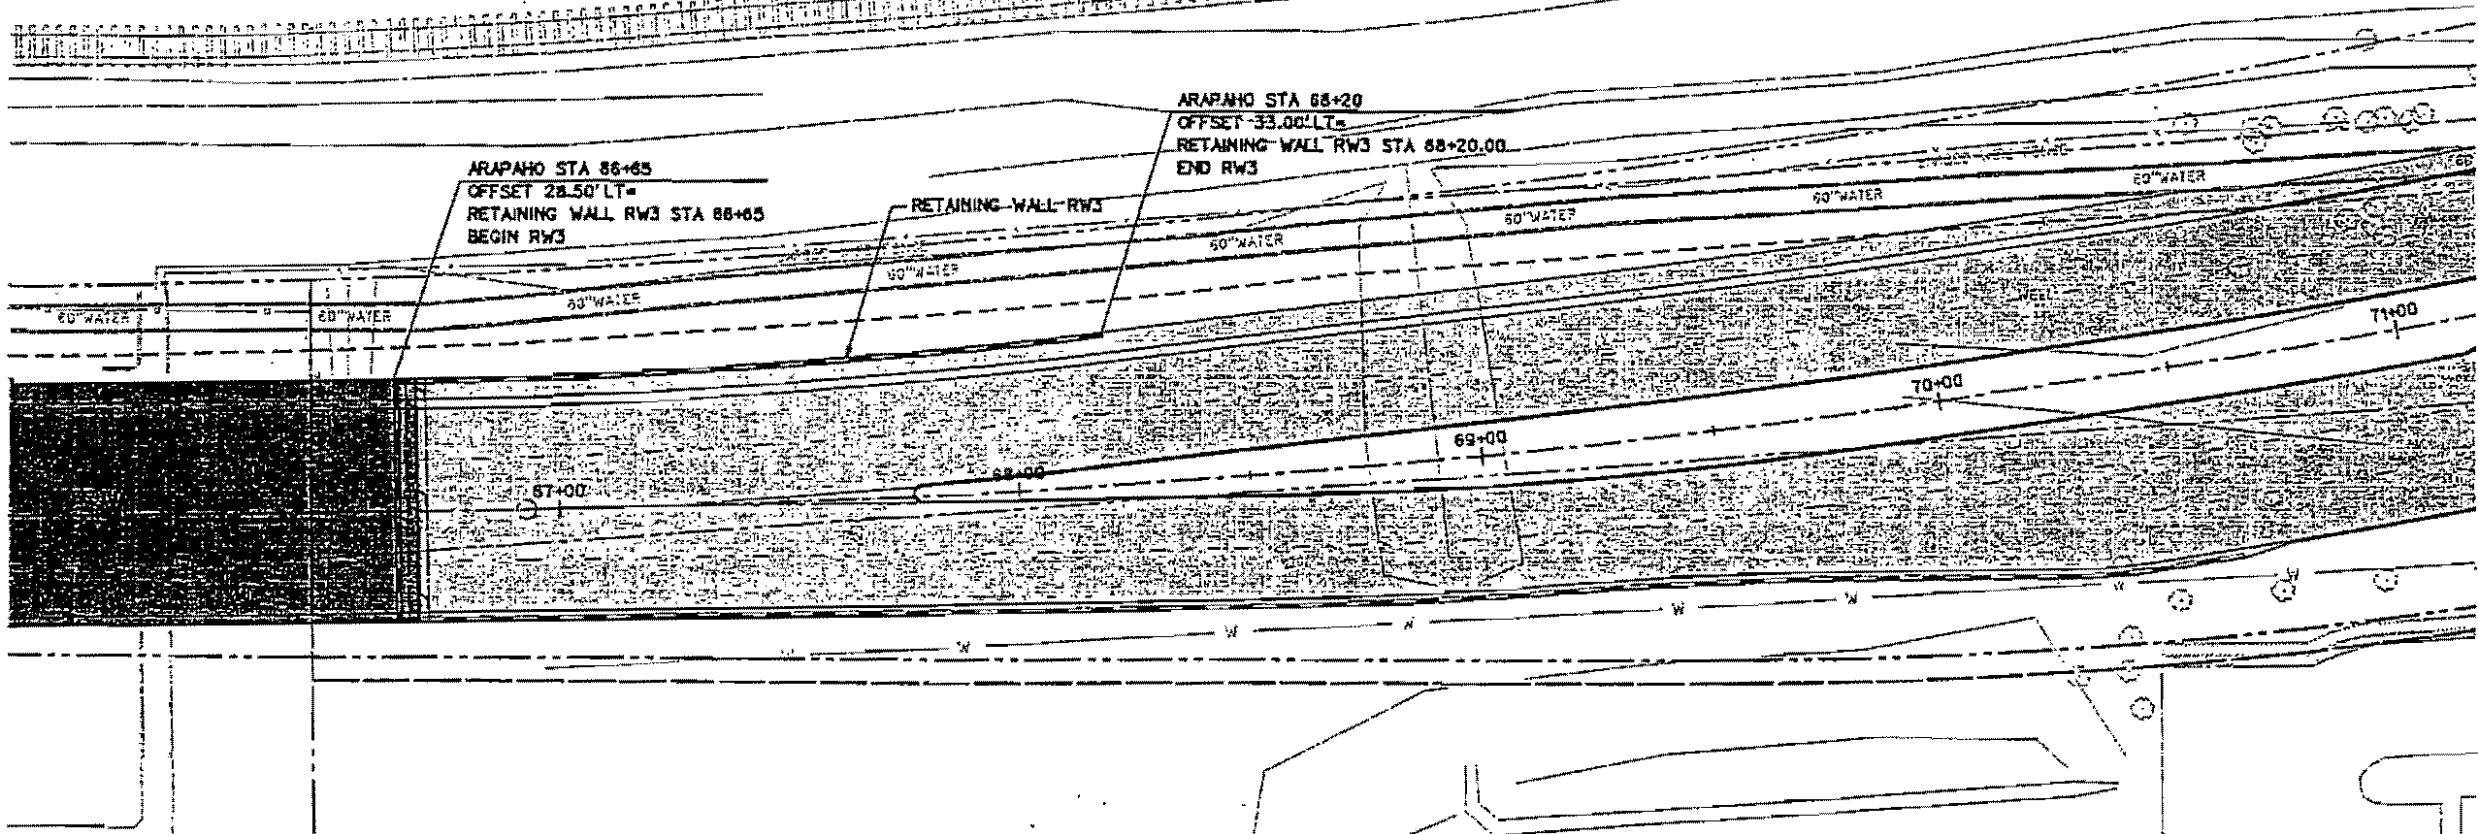 ARAPAHO STA 68+20
OFFSET 33.00' LT=
RETAINING WALL RW3 STA 68+20.00
END RW3
ARAPAHO STA 66+65
OFFSET 28.50' LT=
RETAINING WALL RW3 STA 66+65
BEGIN RW3
RETAINING WALL RW3
60"WATER
60"WATER
60"WATER
60"WATER
60"WATER
60"WATER
60"WATER
60"WATER
71+00
70+00
69+00
68+00
67+00
W
W
W
W
W
W
W
W